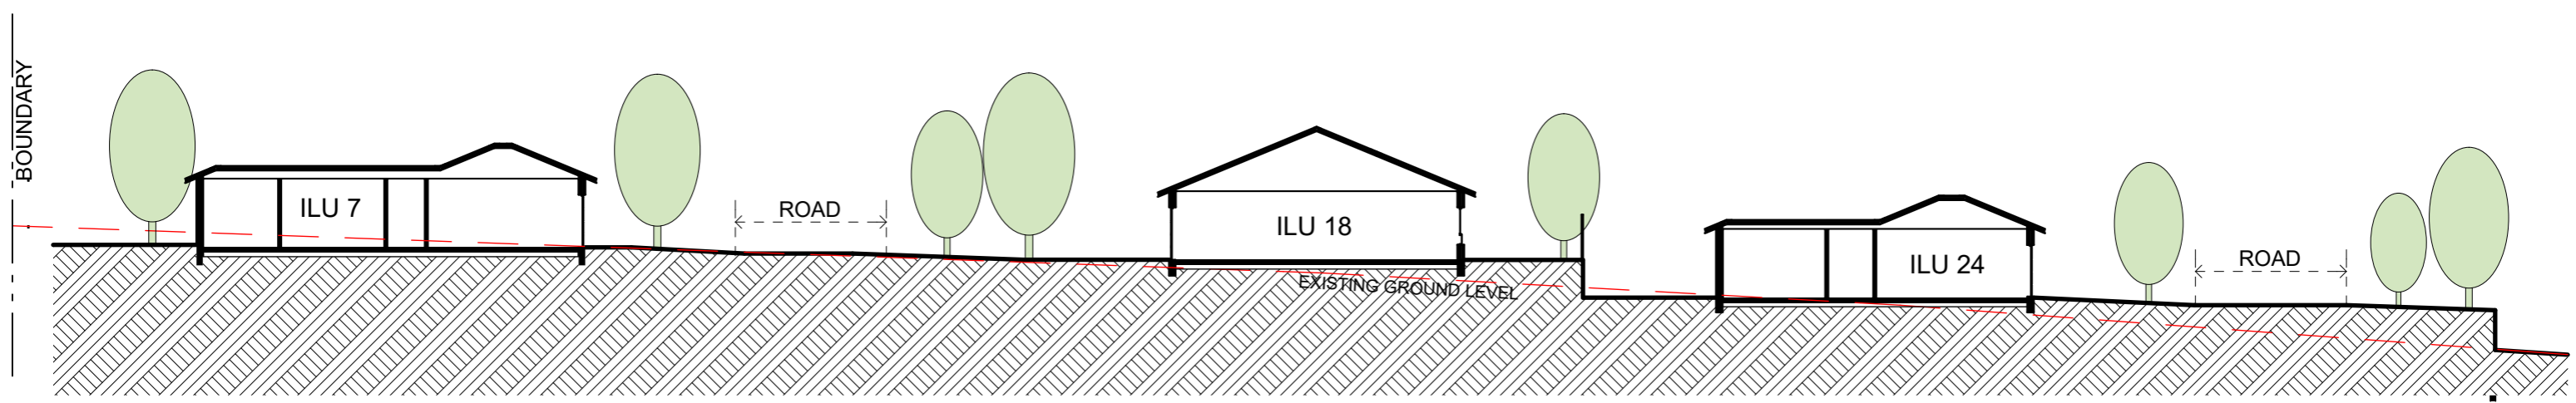 BOUNDARY
ILU 7
ROAD
ILU 18
EXISTING GROUND LEVEL
ILU 24
ROAD